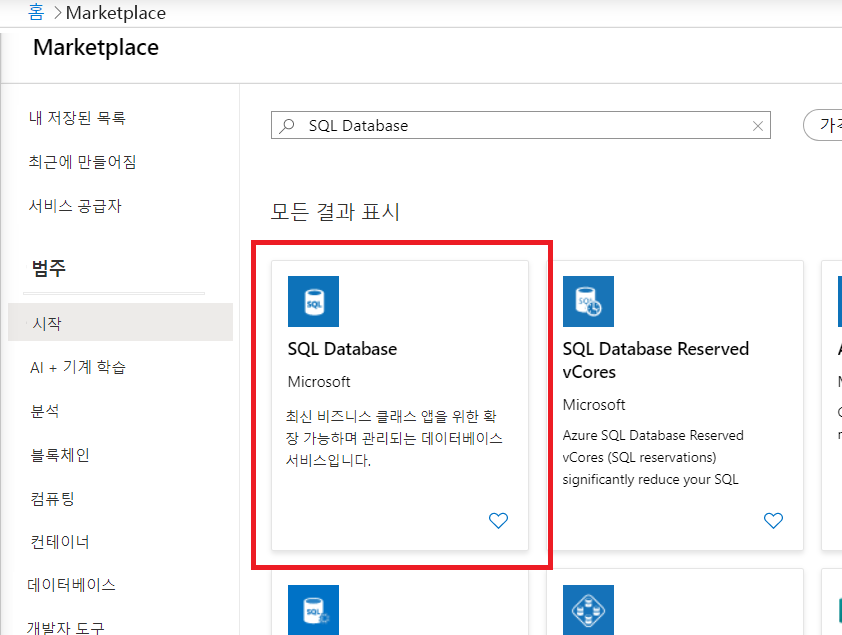 홈 > Marketplace
Marketplace
내 저장된 목록
최근에 만들어짐
서비스 공급자
범주
시작
AI + 기계 학습
분석
블록체인
컴퓨팅
컨테이너
데이터베이스
개발자 도구
SQL Database
모든 결과 표시
SQL
SQL Database
Microsoft
최신 비즈니스 클래스 앱을 위한 확
장 가능하며 관리되는 데이터베이스
서비스입니다.
SQL
SQL Database Reserved
vCores
Microsoft
Azure SQL Database Reserved
vCores (SQL reservations)
significantly reduce your SQL
SQL